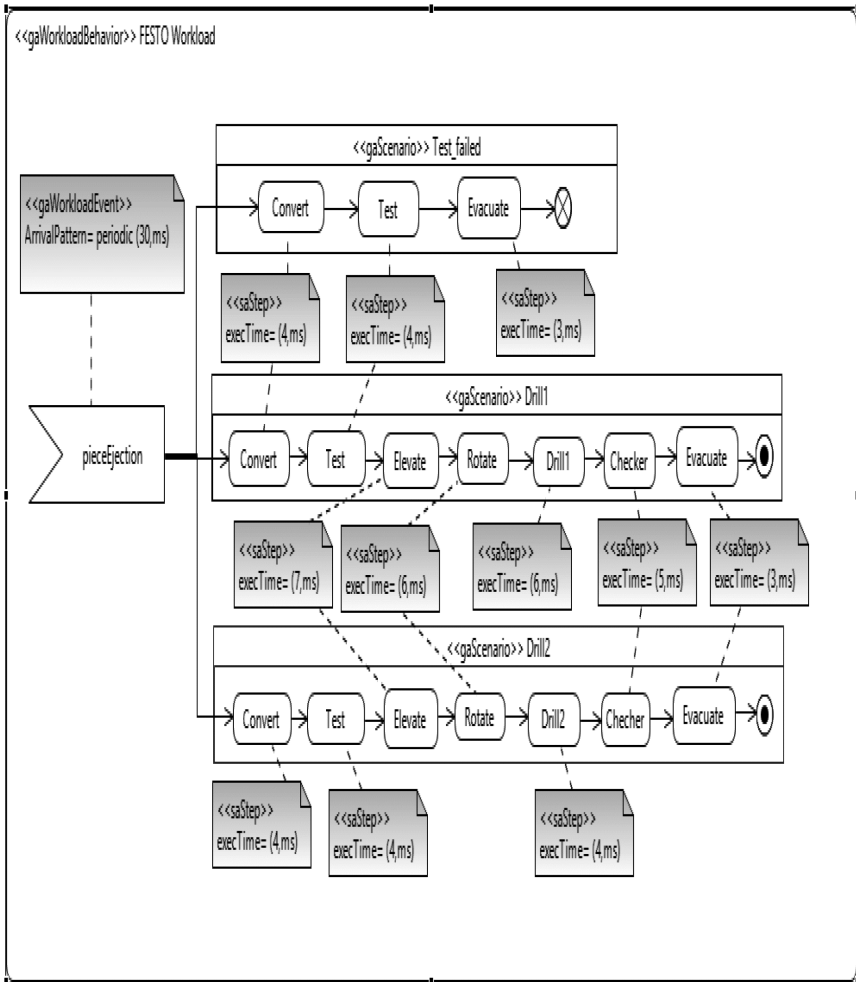 <<gaWorkloadBehavior>> FESTO Workload
<<gaScenario>> Test_failed
<<gaWorkloadEvent>>
ArrivalPattern= periodic (30,ms)
Convert
Test
Evacuate
<<saStep>>
execTime= (4,ms)
<<saStep>>
execTime= (4,ms)
<<saStep>>
execTime= (3,ms)
<<gaScenario>> Drill1
pieceEjection
Convert
Test
Elevate
Rotate
Drill1
Checker
Evacuate
<<saStep>>
execTime= (7,ms)
<<saStep>>
execTime= (6,ms)
<<saStep>>
execTime= (6,ms)
<<saStep>>
execTime= (5,ms)
<<saStep>>
execTime= (3,ms)
<<gaScenario>> Drill2
Convert
Test
Elevate
Rotate
Drill2
Checher
Evacuate
<<saStep>>
execTime= (4,ms)
<<saStep>>
execTime= (4,ms)
<<saStep>>
execTime= (4,ms)